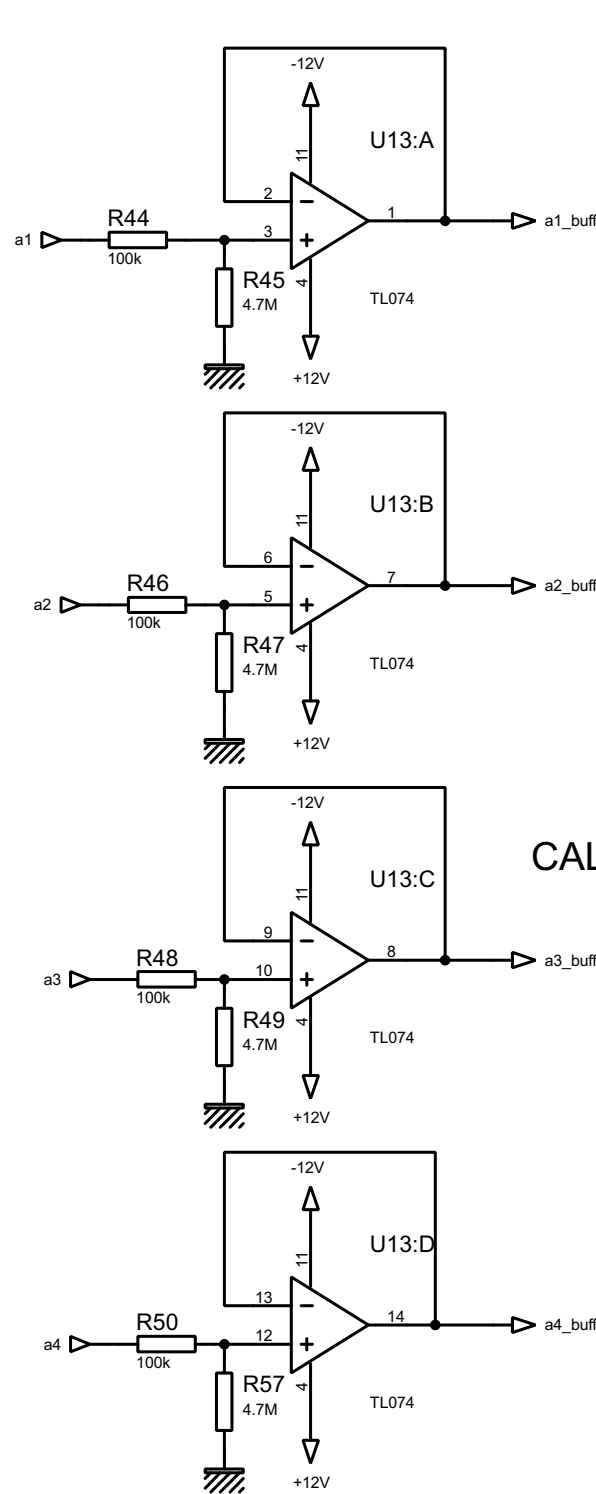 -12V
U13:A
11
2
1
a1_buff
R44
a1
3
100k
R45
4.7M
4
TL074
+12V
-12V
U13:B
11
6
7
a2_buff
R46
a2
5
100k
R47
4.7M
4
TL074
+12V
-12V
CAL
U13:C
11
9
8
a3_buff
R48
a3
10
100k
R49
4.7M
4
TL074
+12V
-12V
U13:D
11
13
14
a4_buff
R50
a4
12
100k
R57
4.7M
4
TL074
+12V